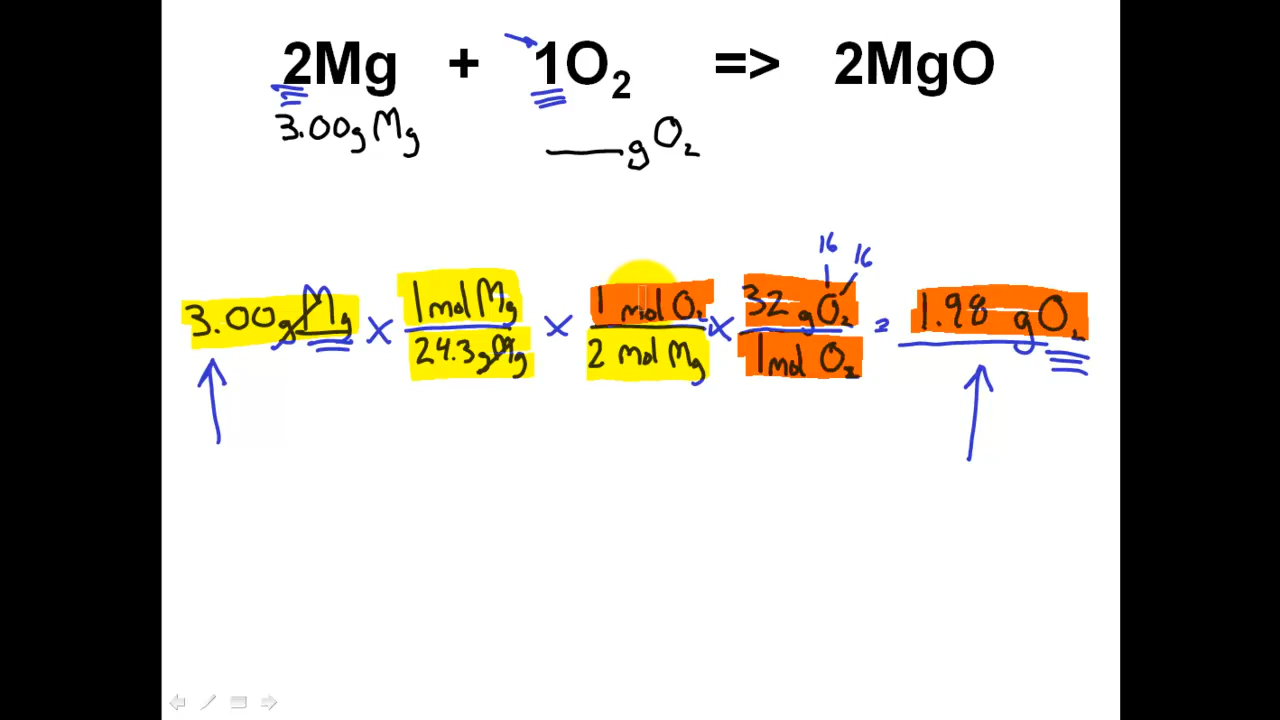 2Mg + 1O₂ => 2MgO
3.00g Mg ___g O₂
16 16
3.00g Mg x 1 mol Mg / 24.3g Mg x 1 mol O₂ / 2 mol Mg x 32 g O₂ / 1 mol O₂ = 1.98 g O₂